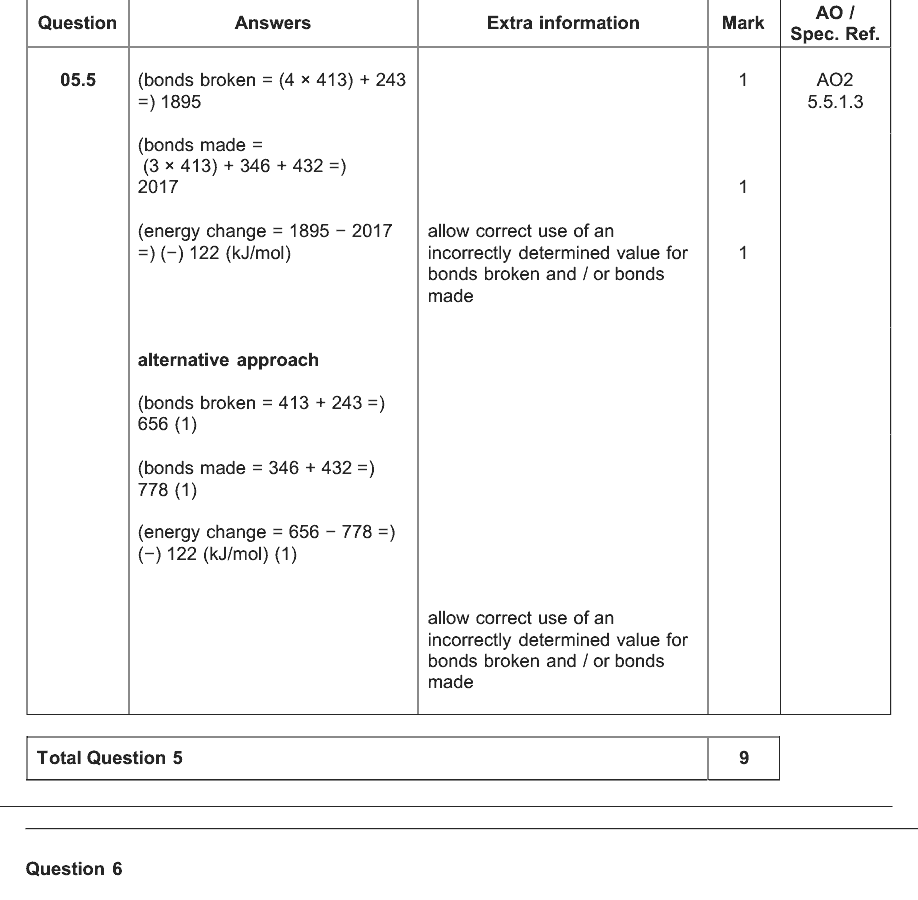 Question Answers Extra information Mark AO /
Spec. Ref.
05.5 (bonds broken = (4 × 413) + 243 1 AO2
=) 1895 5.5.1.3
(bonds made =
(3 × 413) + 346 + 432 =)
2017 1
(energy change = 1895 − 2017 allow correct use of an
=) (−) 122 (kJ/mol) incorrectly determined value for 1
bonds broken and / or bonds
made
alternative approach
(bonds broken = 413 + 243 =)
656 (1)
(bonds made = 346 + 432 =)
778 (1)
(energy change = 656 − 778 =)
(−) 122 (kJ/mol) (1)
allow correct use of an
incorrectly determined value for
bonds broken and / or bonds
made
Total Question 5 9
Question 6